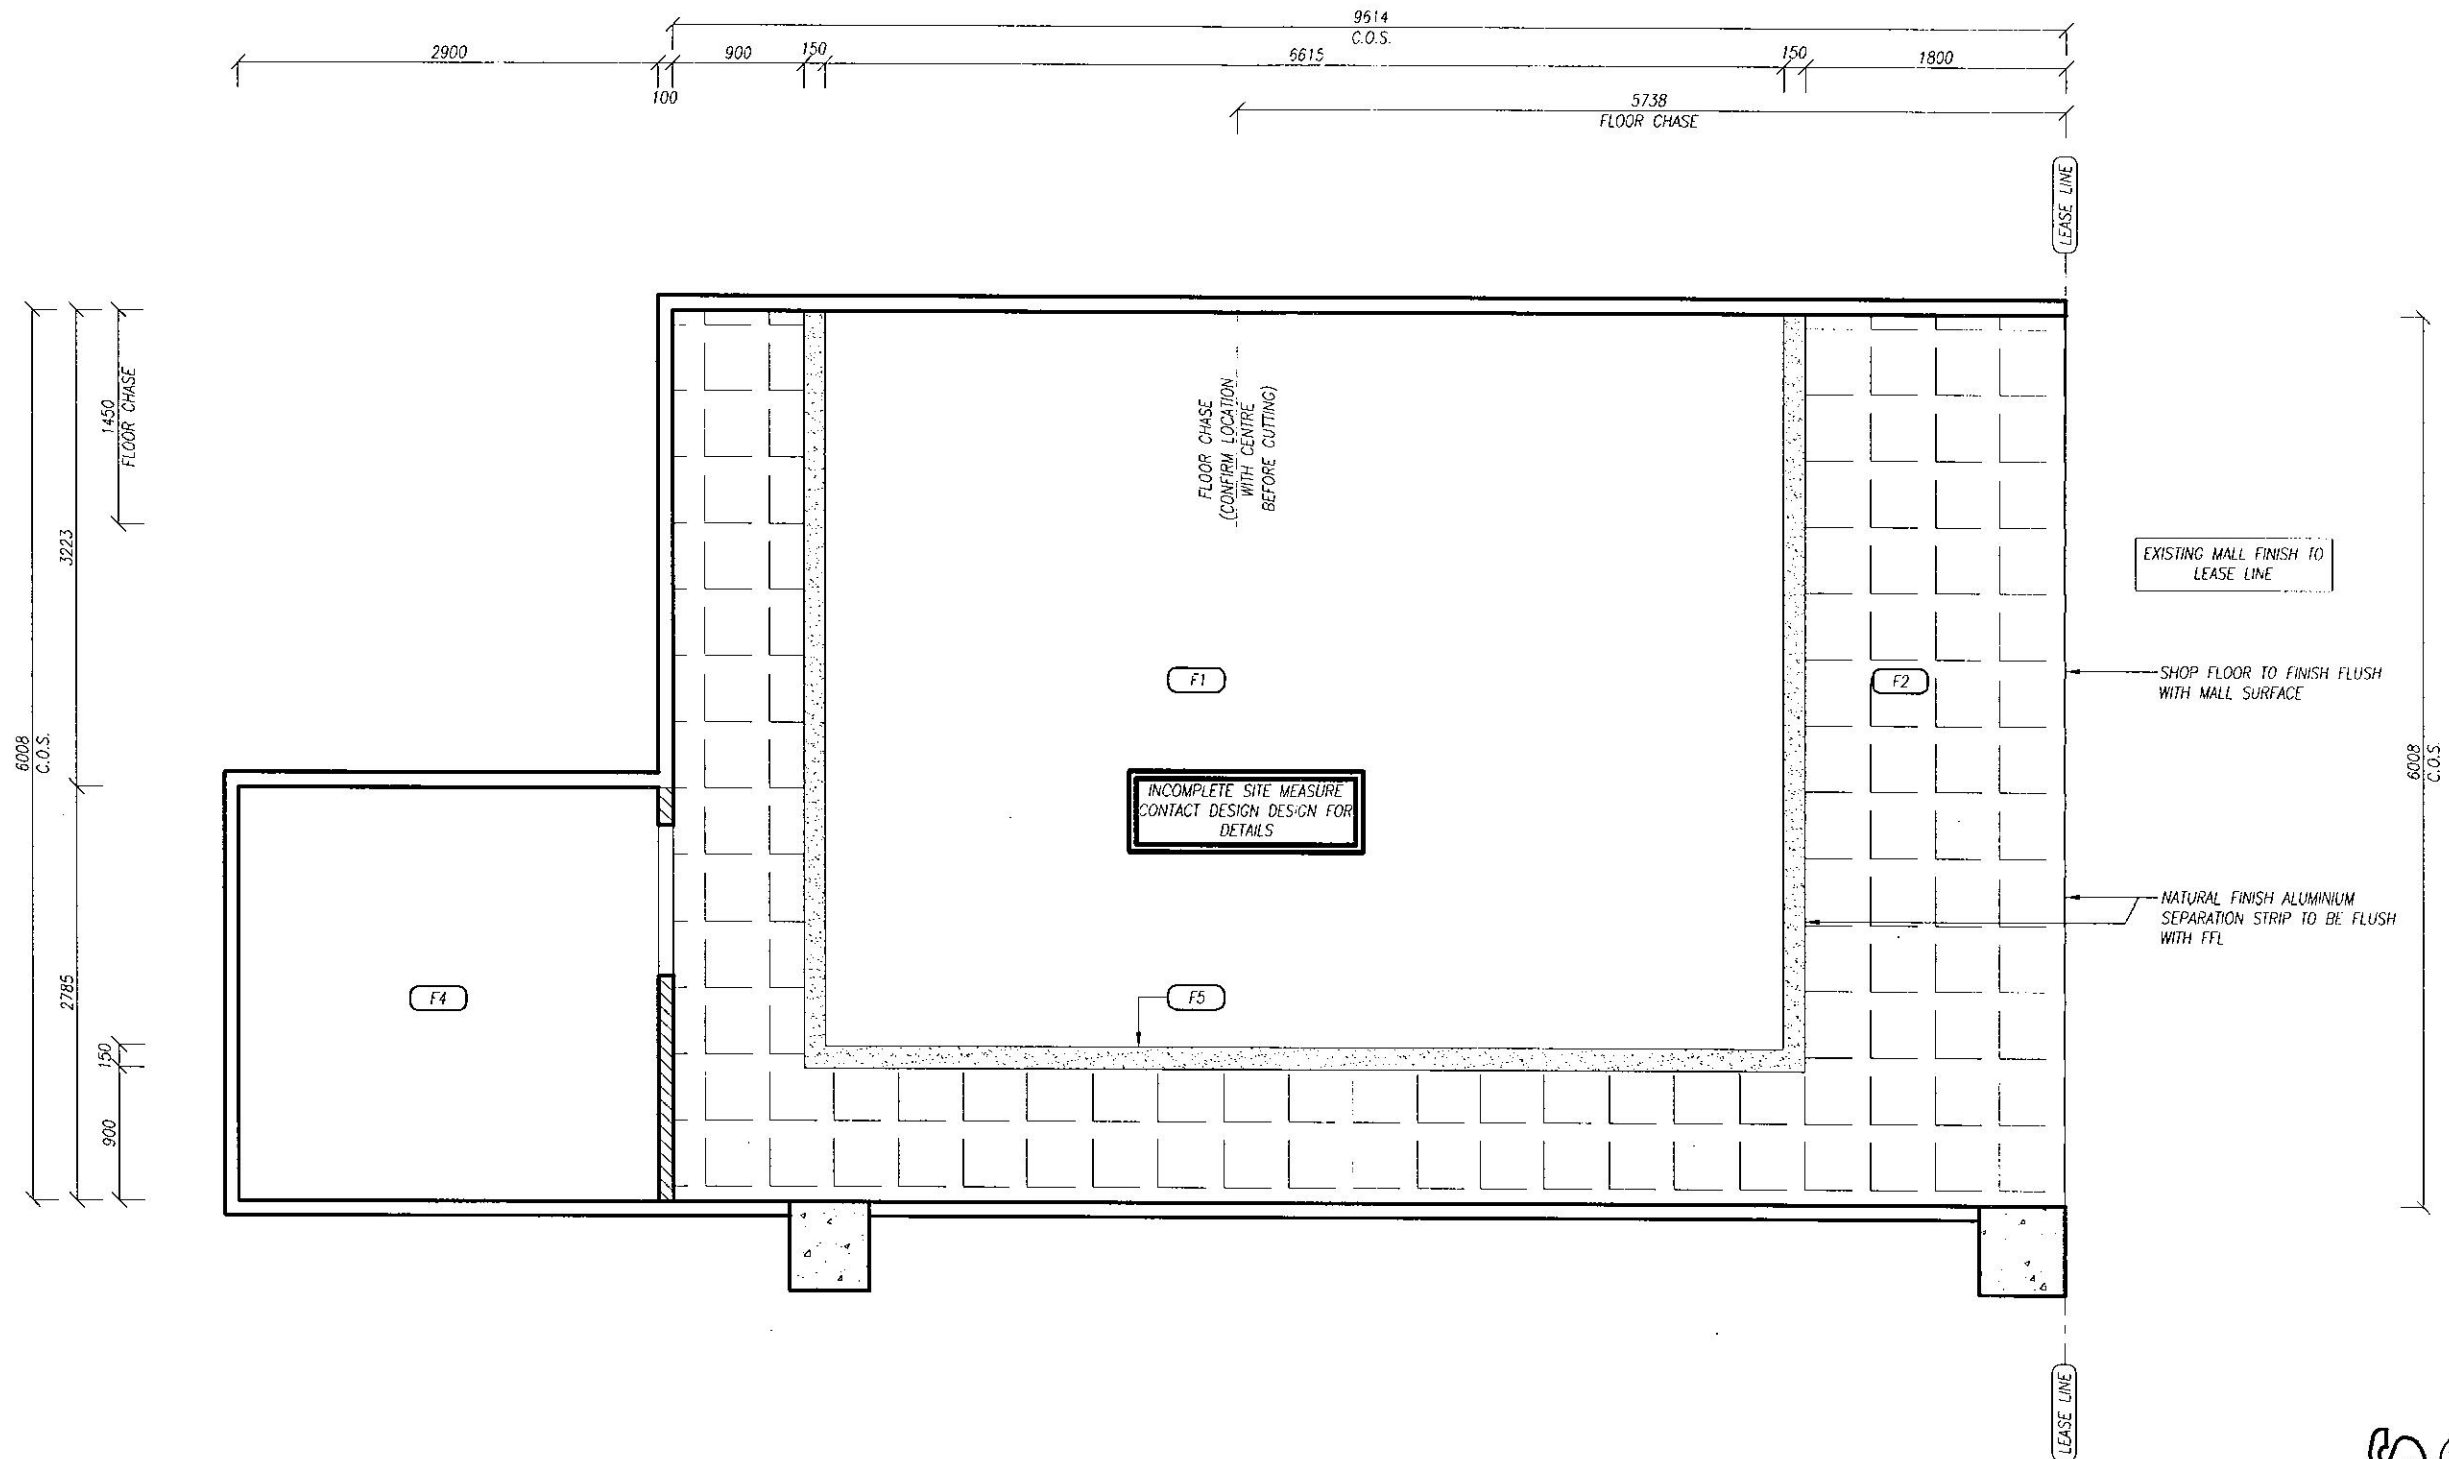 9614
C.O.S.
2900
900
150
6615
150
1800
100
5738
FLOOR CHASE
LEASE LINE
FLOOR CHASE
(CONFIRM LOCATION
WITH CENTRE
BEFORE CUTTING)
1450
FLOOR CHASE
3223
6008
C.O.S.
2785
150
900
F1
F2
INCOMPLETE SITE MEASURE
CONTACT DESIGN DESIGN FOR
DETAILS
F4
F5
EXISTING MALL FINISH TO
LEASE LINE
SHOP FLOOR TO FINISH FLUSH
WITH MALL SURFACE
NATURAL FINISH ALUMINIUM
SEPARATION STRIP TO BE FLUSH
WITH FFL
6008
C.O.S.
LEASE LINE